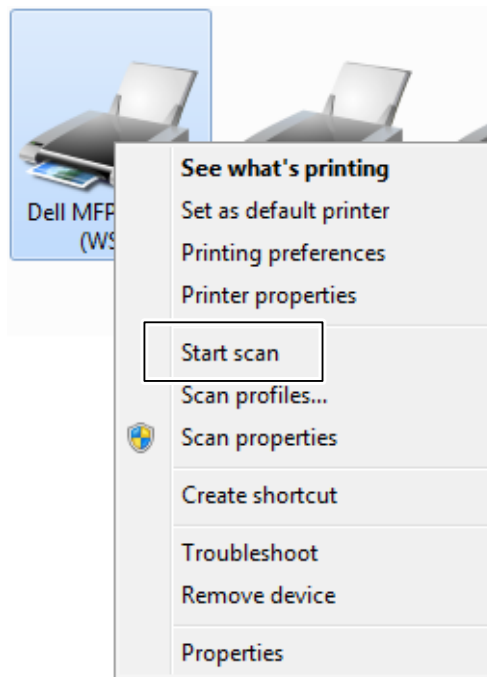 Dell MFP
(WS
See what's printing
Set as default printer
Printing preferences
Printer properties
Start scan
Scan profiles...
Scan properties
Create shortcut
Troubleshoot
Remove device
Properties